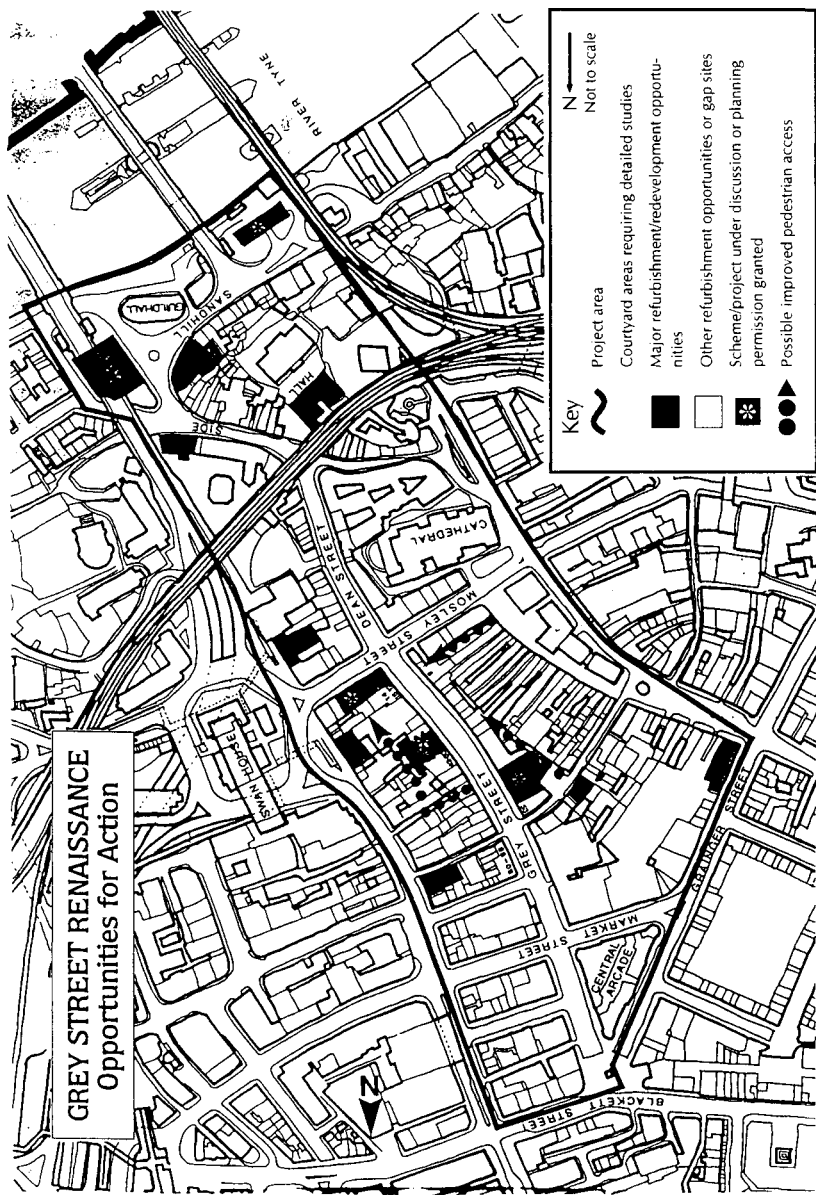 GREY STREET RENAISSANCE
Opportunities for Action
N
RIVER TYNE
GUILDHALL
SANDHILL
SIDE
HALL
CATHEDRAL
DEAN STREET
MOSLEY STREET
SWAN HOUSE
GREY STREET
MARKET
STREET
CENTRAL
ARCADE
GRAINGER STREET
BLACKETT
STREET
Key
N
Not to scale
Project area
Courtyard areas requiring detailed studies
Major refurbishment/redevelopment opportu-
nities
Other refurbishment opportunities or gap sites
Scheme/project under discussion or planning
permission granted
Possible improved pedestrian access